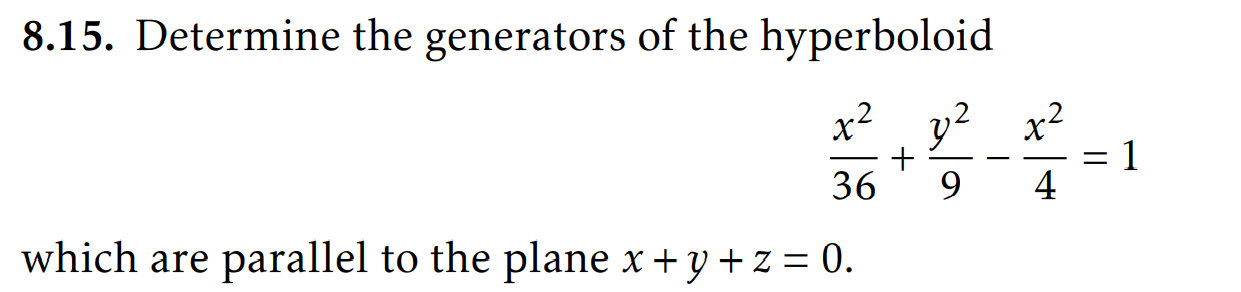 8.15. Determine the generators of the hyperboloid
x²/36 + y²/9 − x²/4 = 1
which are parallel to the plane x + y + z = 0.